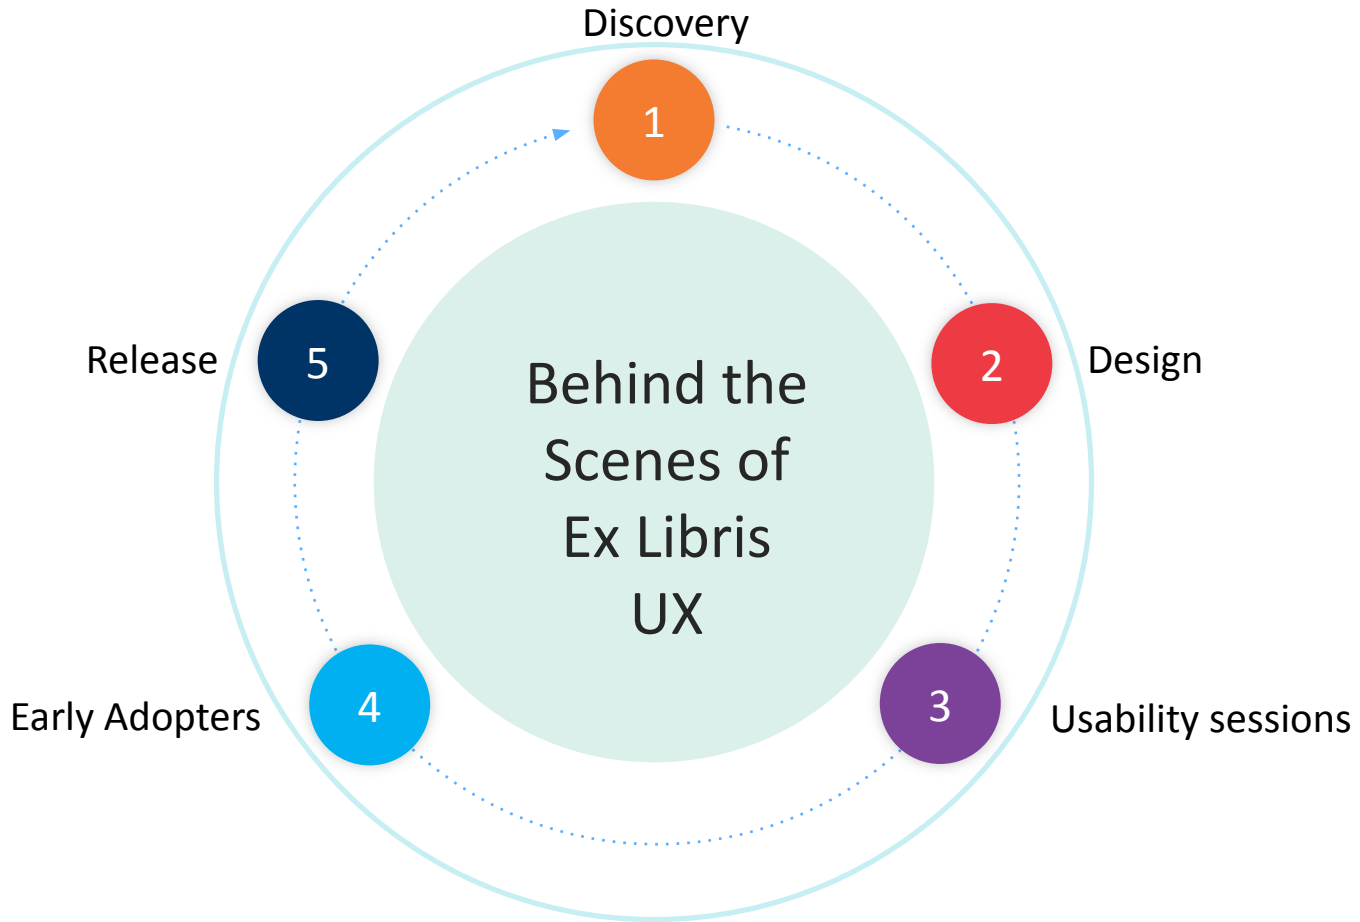 Discovery
1
2
Design
3
Usability sessions
4
Early Adopters
5
Release
Behind the
Scenes of
Ex Libris
UX